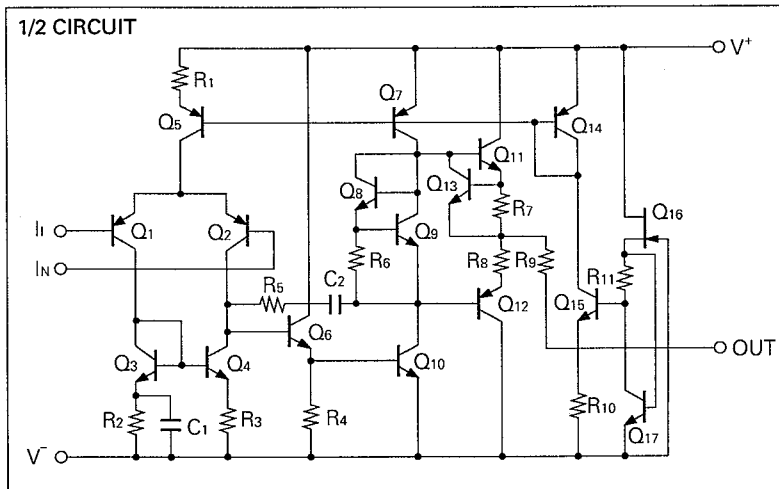 1/2 CIRCUIT
V+
R1
Q7
Q5
Q14
Q11
Q8
Q13
Q16
II
Q1
Q2
R7
Q9
IN
R6
R8
R9
R11
C2
R5
Q15
Q12
Q6
OUT
Q3
Q4
Q10
R2
C1
R3
R4
R10
Q17
V-